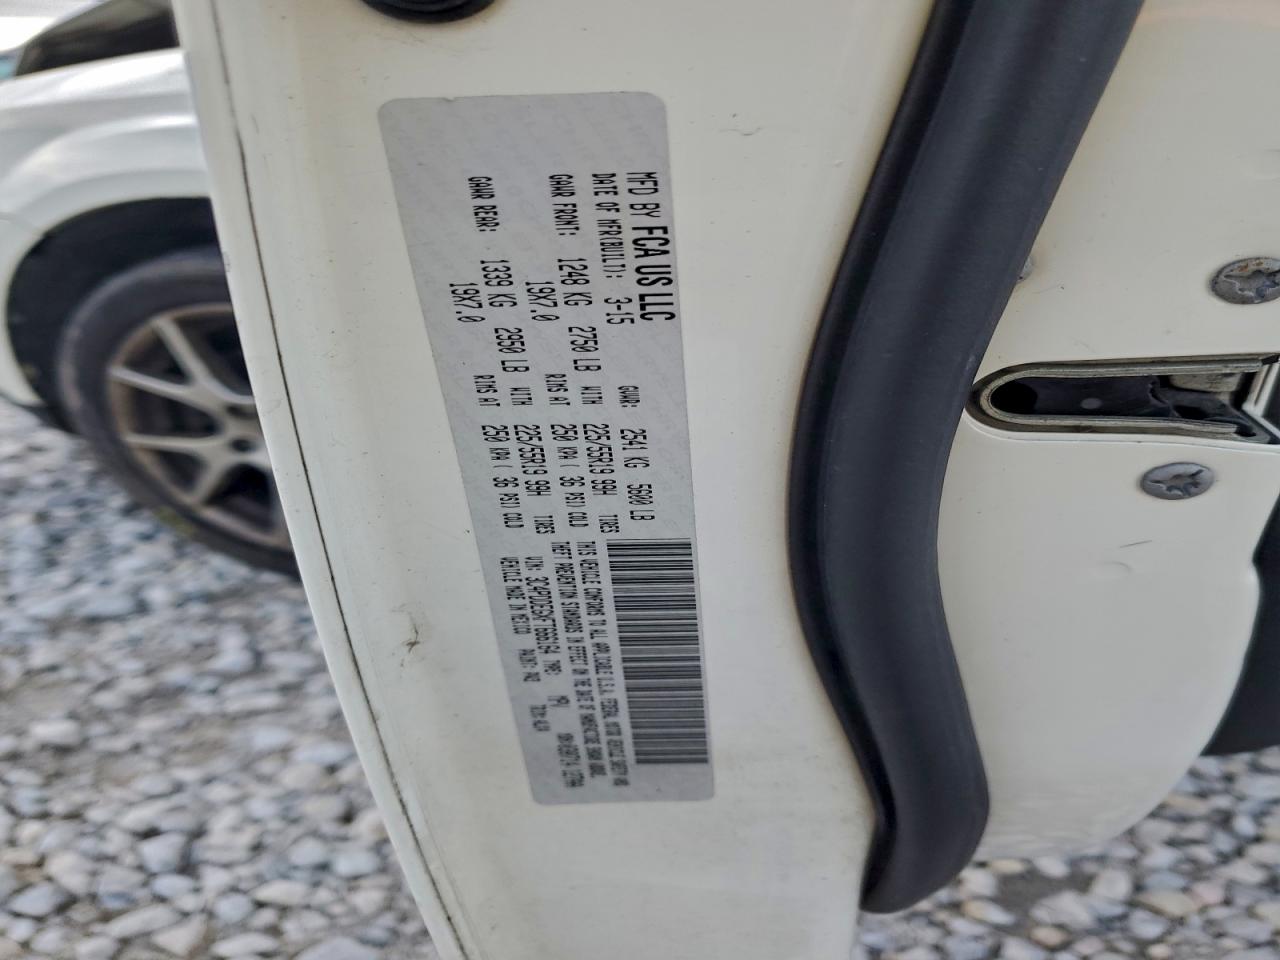 MFD BY FCA US LLC
DATE OF MFR(BUILT): 3-15 GVWR: 2541 KG 5600 LB
GAWR FRONT: 1248 KG 2750 LB WITH 225/55R19 99H TIRES
19X7.0 RIMS AT 250 KPA ( 36 PSI) COLD
GAWR REAR: 1339 KG 2950 LB WITH 225/55R19 99H TIRES
19X7.0 RIMS AT 250 KPA ( 36 PSI) COLD
THIS VEHICLE CONFORMS TO ALL APPLICABLE U.S.A. FEDERAL MOTOR VEHICLE SAFETY AND
THEFT PREVENTION STANDARDS IN EFFECT ON THE DATE OF MANUFACTURE SHOWN ABOVE.
VIN: TYPE: MPV
VEHICLE MADE IN MEXICO PAINT: